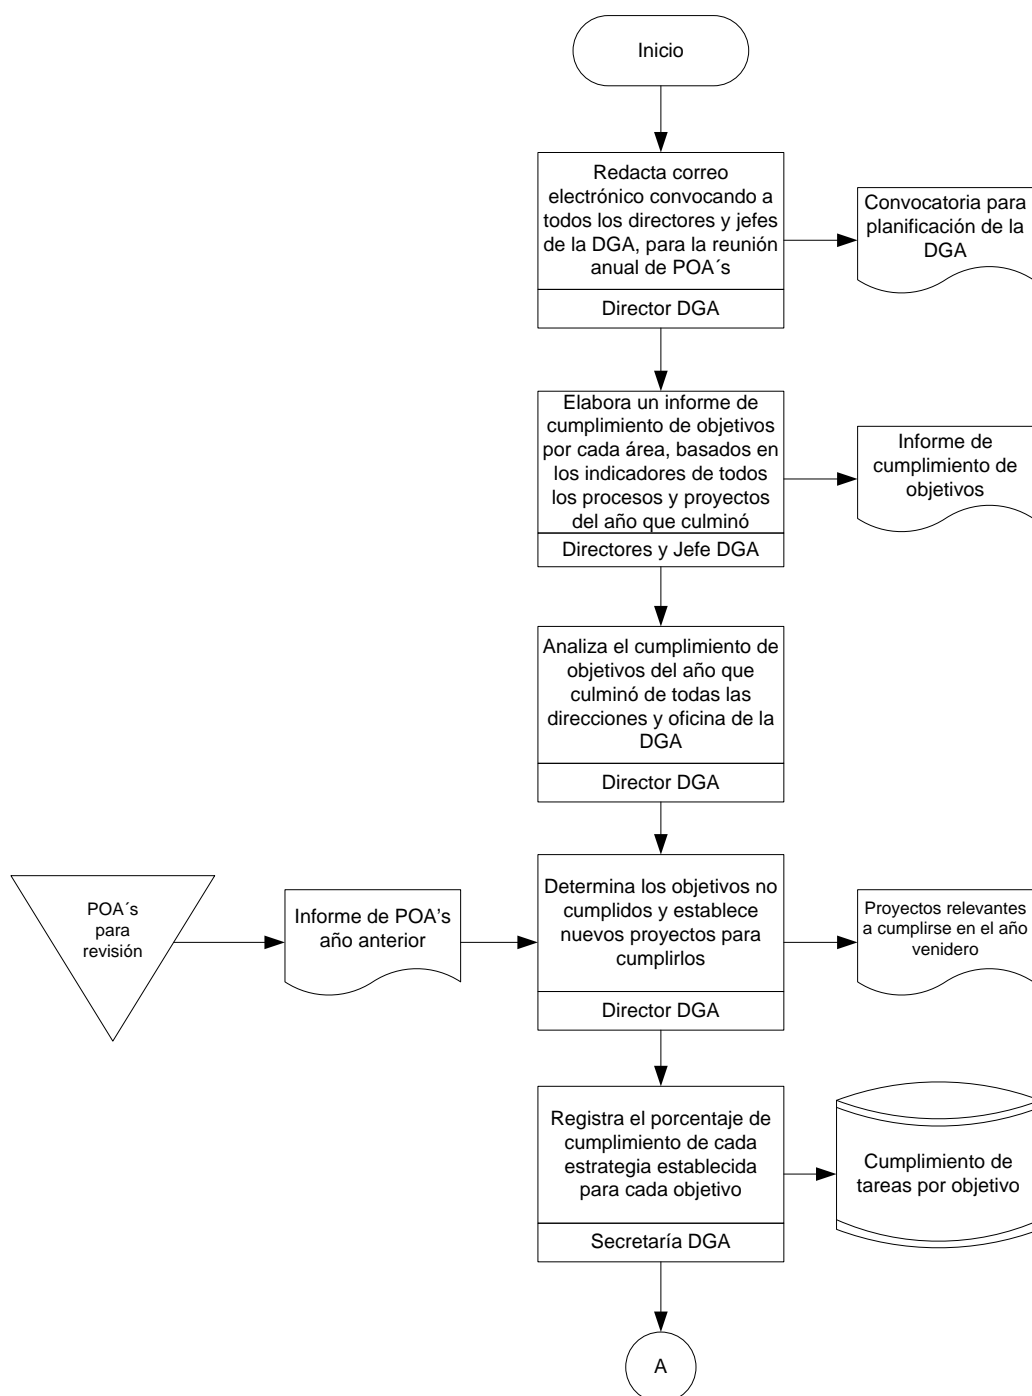 Inicio
Redacta correo
electrónico convocando a
todos los directores y jefes
de la DGA, para la reunión
anual de POA´s
Director DGA
Convocatoria para
planificación de la
DGA
Elabora un informe de
cumplimiento de objetivos
por cada área, basados en
los indicadores de todos
los procesos y proyectos
del año que culminó
Directores y Jefe DGA
Informe de
cumplimiento de
objetivos
Analiza el cumplimiento de
objetivos del año que
culminó de todas las
direcciones y oficina de la
DGA
Director DGA
POA´s
para
revisión
Informe de POA's
año anterior
Determina los objetivos no
cumplidos y establece
nuevos proyectos para
cumplirlos
Director DGA
Proyectos relevantes
a cumplirse en el año
venidero
Registra el porcentaje de
cumplimiento de cada
estrategia establecida
para cada objetivo
Secretaría DGA
Cumplimiento de
tareas por objetivo
A